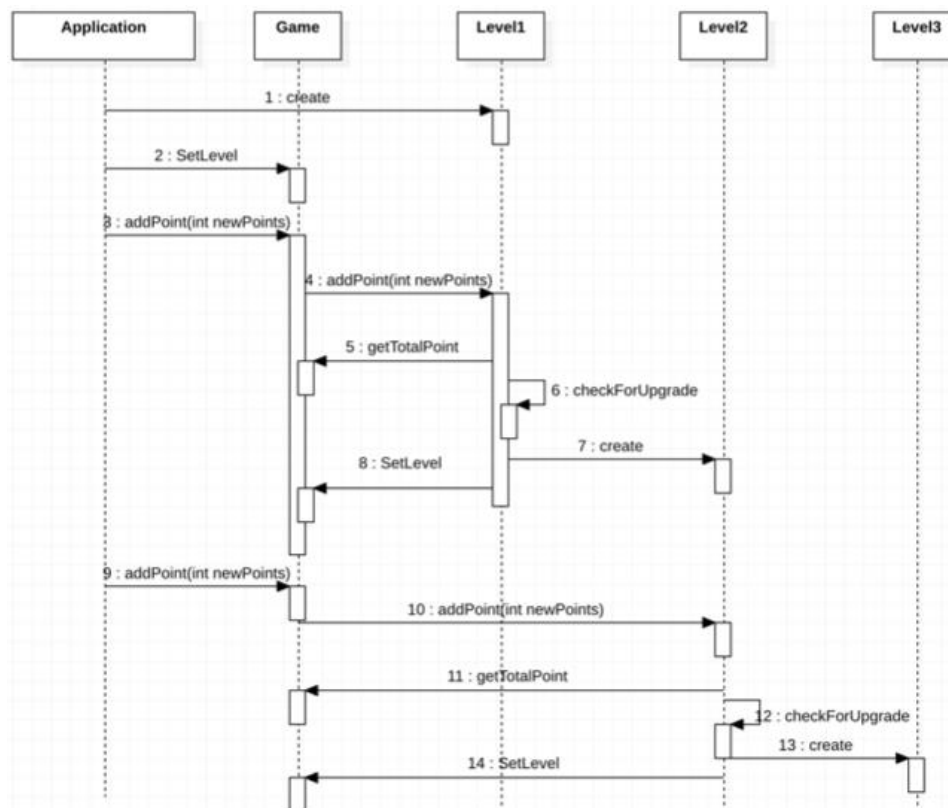 Application
Game
Level1
Level2
Level3
1 : create
2 : SetLevel
3 : addPoint(int newPoints)
4 : addPoint(int newPoints)
5 : getTotalPoint
6 : checkForUpgrade
7 : create
8 : SetLevel
9 : addPoint(int newPoints)
10 : addPoint(int newPoints)
11 : getTotalPoint
12 : checkForUpgrade
13 : create
14 : SetLevel